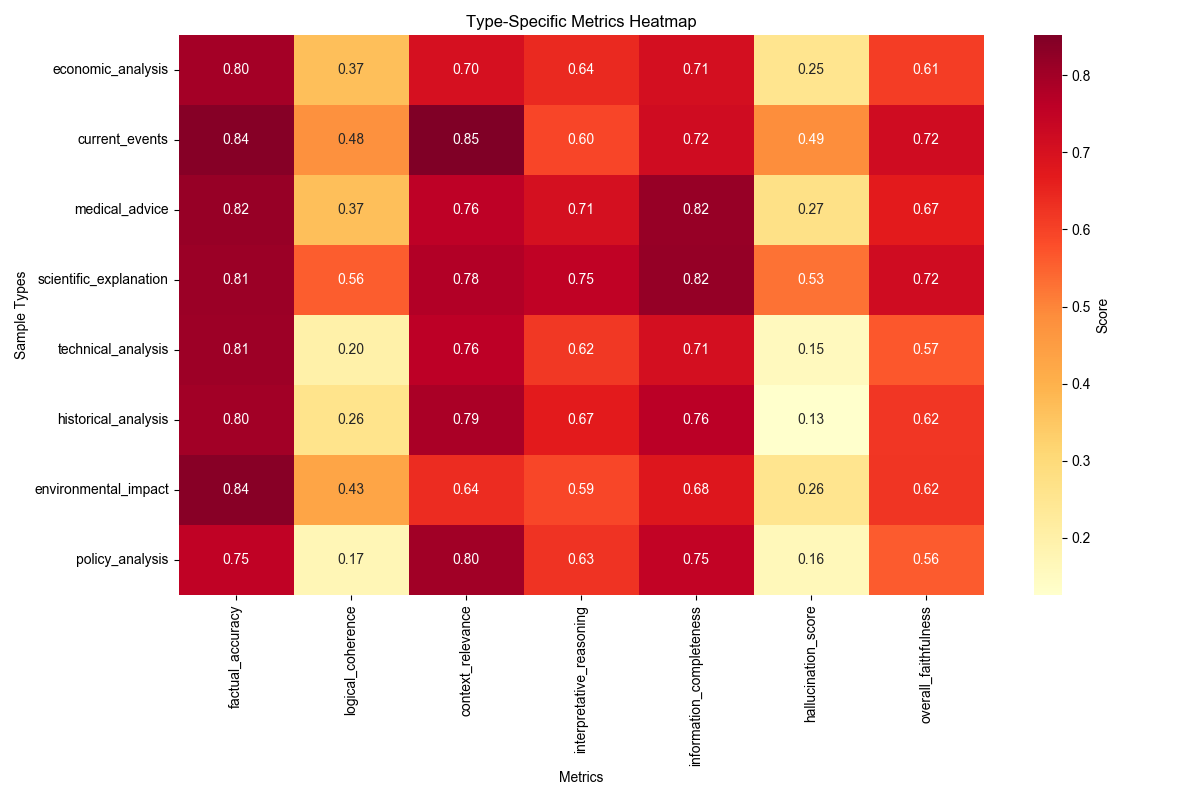 Type-Specific Metrics Heatmap
Sample Types
economic_analysis 0.80 0.37 0.70 0.64 0.71 0.25 0.61
current_events 0.84 0.48 0.85 0.60 0.72 0.49 0.72
medical_advice 0.82 0.37 0.76 0.71 0.82 0.27 0.67
scientific_explanation 0.81 0.56 0.78 0.75 0.82 0.53 0.72
technical_analysis 0.81 0.20 0.76 0.62 0.71 0.15 0.57
historical_analysis 0.80 0.26 0.79 0.67 0.76 0.13 0.62
environmental_impact 0.84 0.43 0.64 0.59 0.68 0.26 0.62
policy_analysis 0.75 0.17 0.80 0.63 0.75 0.16 0.56
factual_accuracy
logical_coherence
context_relevance
interpretative_reasoning
information_completeness
hallucination_score
overall_faithfulness
Metrics
0.8
0.7
0.6
0.5
0.4
0.3
0.2
Score